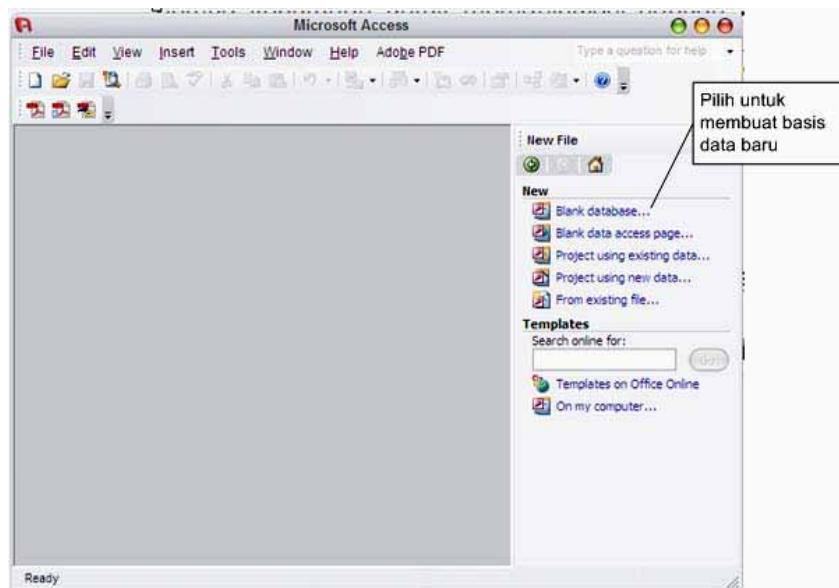 Microsoft Access
File Edit View Insert Tools Window Help Adobe PDF Type a question for help
Pilih untuk
membuat basis
data baru
New File
New
Blank database...
Blank data access page...
Project using existing data...
Project using new data...
From existing file...
Templates
Search online for:
Go
Templates on Office Online
On my computer...
Ready